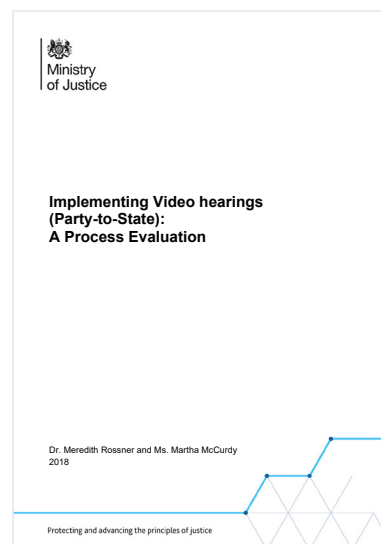 Ministry
of Justice
Implementing Video hearings
(Party-to-State):
A Process Evaluation
Dr. Meredith Rossner and Ms. Martha McCurdy
2018
Protecting and advancing the principles of justice